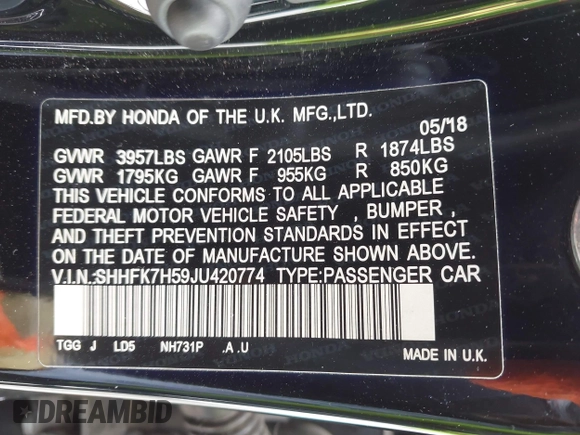 MFD.BY HONDA OF THE U.K. MFG.,LTD.
05/18
GVWR 3957LBS GAWR F 2105LBS R 1874LBS
GVWR 1795KG GAWR F 955KG R 850KG
THIS VEHICLE CONFORMS TO ALL APPLICABLE
FEDERAL MOTOR VEHICLE SAFETY , BUMPER ,
AND THEFT PREVENTION STANDARDS IN EFFECT
ON THE DATE OF MANUFACTURE SHOWN ABOVE.
V.I.N.:SHHFK7H59JU420774 TYPE:PASSENGER CAR
TGG J LD5 NH731P .A .U
MADE IN U.K.
DREAMBID